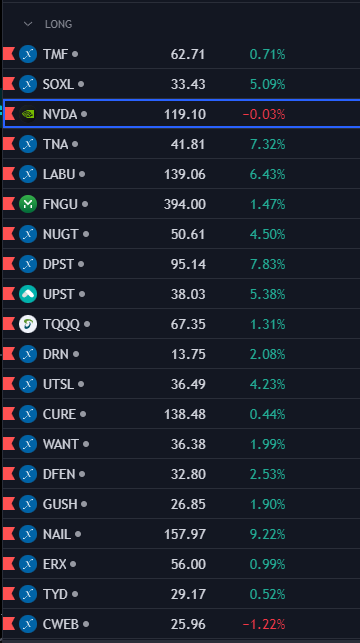 LONG
TMF 62.71 0.71%
SOXL 33.43 5.09%
NVDA 119.10 −0.03%
TNA 41.81 7.32%
LABU 139.06 6.43%
FNGU 394.00 1.47%
NUGT 50.61 4.50%
DPST 95.14 7.83%
UPST 38.03 5.38%
TQQQ 67.35 1.31%
DRN 13.75 2.08%
UTSL 36.49 4.23%
CURE 138.48 0.44%
WANT 36.38 1.99%
DFEN 32.80 2.53%
GUSH 26.85 1.90%
NAIL 157.97 9.22%
ERX 56.00 0.99%
TYD 29.17 0.52%
CWEB 25.96 −1.22%